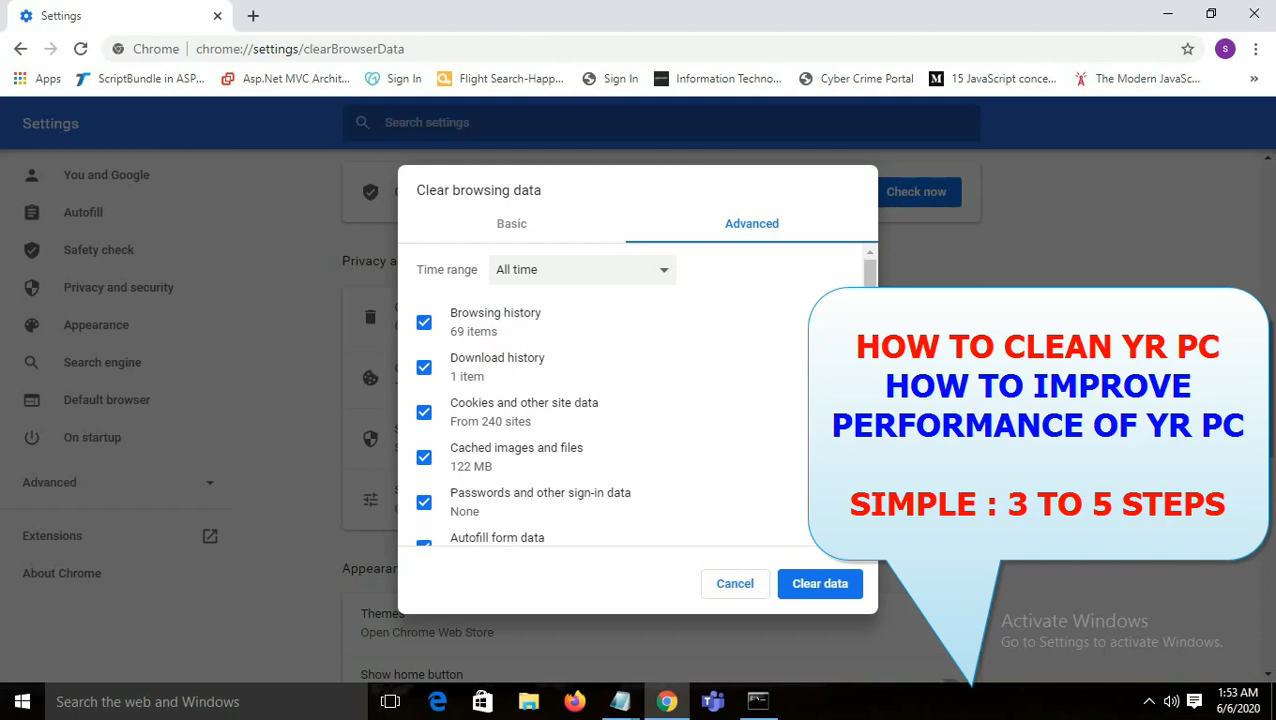 Settings
Chrome
chrome://settings/clearBrowserData
S
Apps
ScriptBundle in ASP...
Asp.Net MVC Archit...
Sign In
Flight Search-Happ...
Sign In
Information Techno...
Cyber Crime Portal
15 JavaScript conce...
The Modern JavaSc...
Settings
Search settings
You and Google
Autofill
Safety check
Privacy and security
Appearance
Search engine
Default browser
On startup
Advanced
Extensions
About Chrome
Check now
Privacy a
Clear browsing data
Basic
Advanced
Time range
All time
Browsing history
69 items
Download history
1 item
Cookies and other site data
From 240 sites
Cached images and files
122 MB
Passwords and other sign-in data
None
Autofill form data
Cancel
Clear data
Appearan
Themes
Open Chrome Web Store
Show home button
HOW TO CLEAN YR PC
HOW TO IMPROVE
PERFORMANCE OF YR PC
SIMPLE : 3 TO 5 STEPS
Activate Windows
Go to Settings to activate Windows.
Search the web and Windows
1:53 AM
6/6/2020